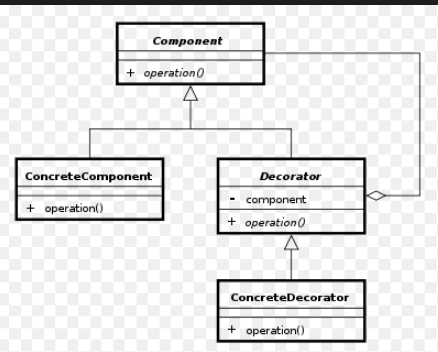 Component
+ operation()
ConcreteComponent
+ operation()
Decorator
- component
+ operation()
ConcreteDecorator
+ operation()